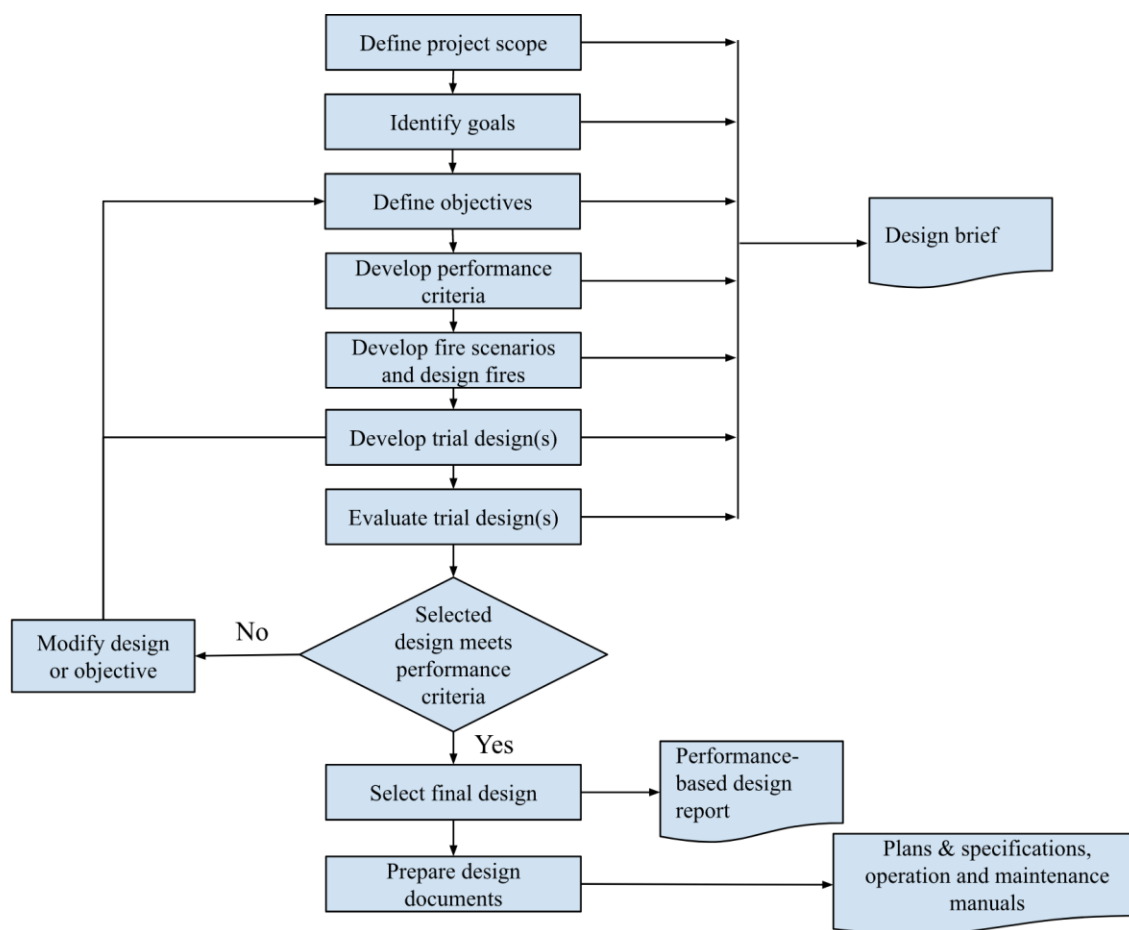 Define project scope
Identify goals
Define objectives
Design brief
Develop performance
criteria
Develop fire scenarios
and design fires
Develop trial design(s)
Evaluate trial design(s)
Selected
design meets
performance
criteria
No
Modify design
or objective
Yes
Select final design
Performance-
based design
report
Prepare design
documents
Plans & specifications,
operation and maintenance
manuals